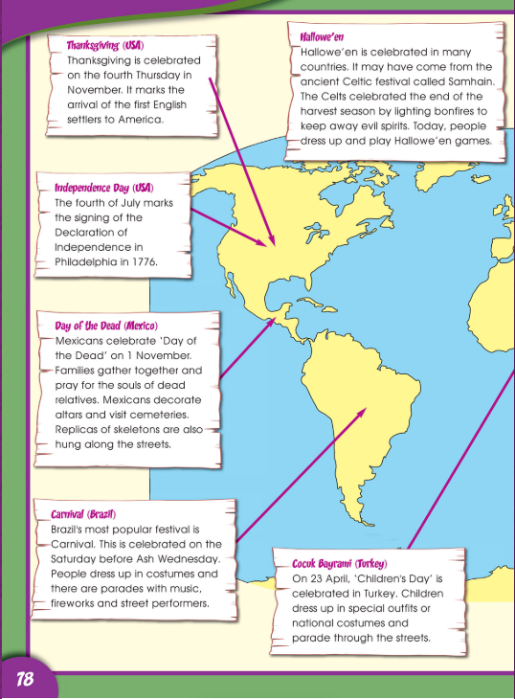 Thanksgiving (USA)
Thanksgiving is celebrated
on the fourth Thursday in
November. It marks the
arrival of the first English
settlers to America.
Hallowe'en
Hallowe'en is celebrated in many
countries. It may have come from the
ancient Celtic festival called Samhain.
The Celts celebrated the end of the
harvest season by lighting bonfires to
keep away evil spirits. Today, people
dress up and play Hallowe'en games.
Independence Day (USA)
The fourth of July marks
the signing of the
Declaration of
Independence in
Philadelphia in 1776.
Day of the Dead (Mexico)
Mexicans celebrate 'Day of
the Dead' on 1 November.
Families gather together and
pray for the souls of dead
relatives. Mexicans decorate
altars and visit cemeteries.
Replicas of skeletons are also
hung along the streets.
Carnival (Brazil)
Brazil's most popular festival is
Carnival. This is celebrated on the
Saturday before Ash Wednesday.
People dress up in costumes and
there are parades with music,
fireworks and street performers.
Cocuk Bayrami (Turkey)
On 23 April, 'Children's Day' is
celebrated in Turkey. Children
dress up in special outfits or
national costumes and
parade through the streets.
78